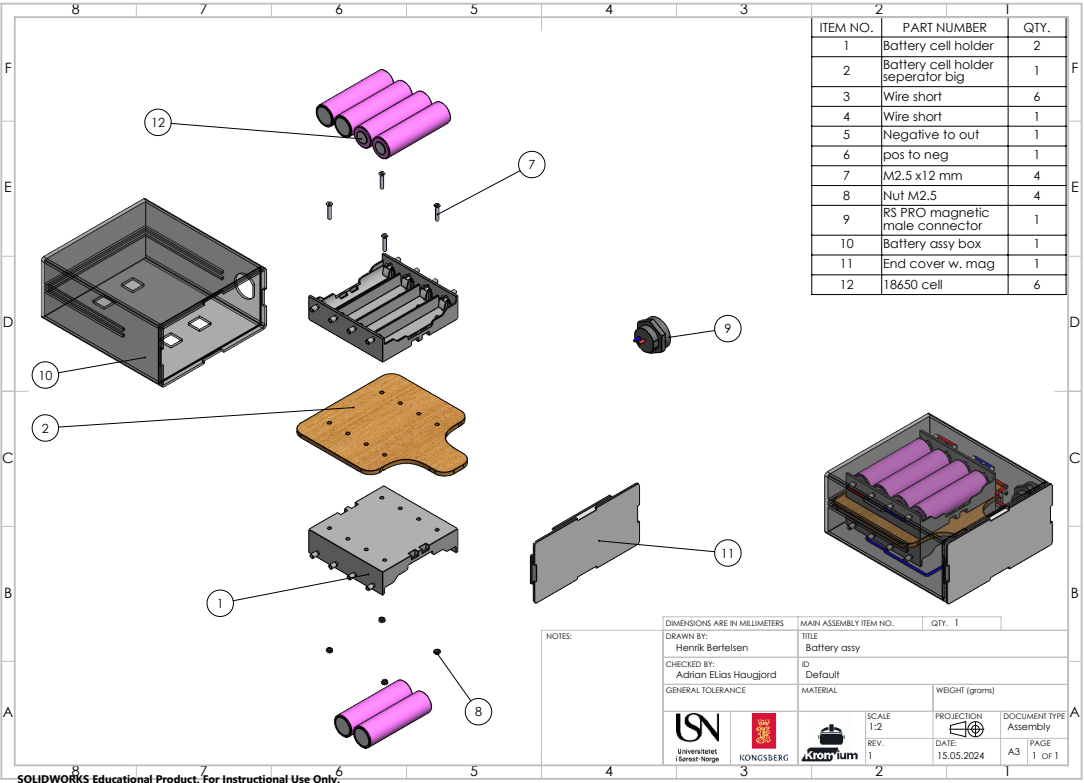 8 7 6 5 4 3 2 1
F
E
D
C
B
A
ITEM NO. PART NUMBER QTY.
1 Battery cell holder 2
2 Battery cell holder seperator big 1
3 Wire short 6
4 Wire short 1
5 Negative to out 1
6 pos to neg 1
7 M2.5 x12 mm 4
8 Nut M2.5 4
9 RS PRO magnetic male connector 1
10 Battery assy box 1
11 End cover w. mag 1
12 18650 cell 6
F
E
D
C
B
A
12
7
10
9
2
11
1
8
NOTES:
DIMENSIONS ARE IN MILLIMETERS
MAIN ASSEMBLY ITEM NO.
QTY. 1
DRAWN BY:
Henrik Bertelsen
TITLE
Battery assy
CHECKED BY:
Adrian ELias Haugjord
ID
Default
GENERAL TOLERANCE
MATERIAL
WEIGHT (grams)
USN
Universitetet
i Sørøst-Norge
KONGSBERG
Kromium
SCALE
1:2
PROJECTION
DOCUMENT TYPE
Assembly
REV.
1
DATE:
15.05.2024
A3
PAGE
1 OF 1
8 7 6 5 4 3 2 1
SOLIDWORKS Educational Product. For Instructional Use Only.